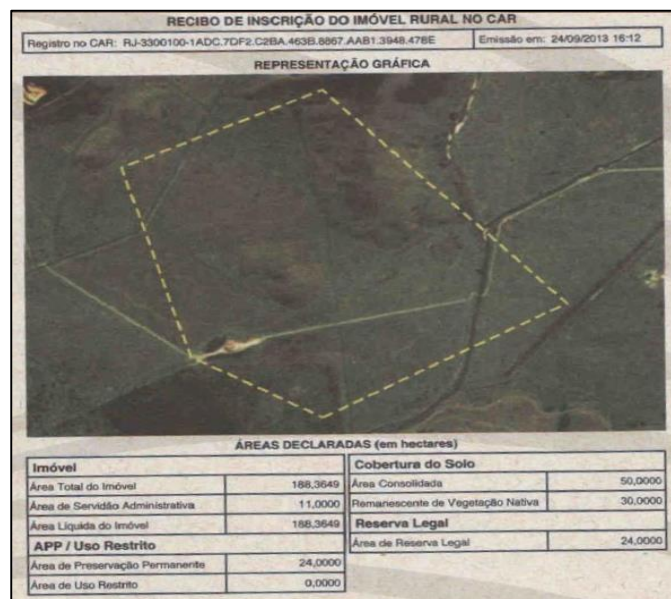 RECIBO DE INSCRIÇÃO DO IMÓVEL RURAL NO CAR
Registro no CAR: RJ-3300100-1ADC.7DF2.C2BA.463B.8867.AAB1.3948.478E Emissão em: 24/09/2013 16:12
REPRESENTAÇÃO GRÁFICA
ÁREAS DECLARADAS (em hectares)
Imóvel
Área Total do Imóvel 188,3649
Área de Servidão Administrativa 11,0000
Área Líquida do Imóvel 188,3649
APP / Uso Restrito
Área de Preservação Permanente 24,0000
Área de Uso Restrito 0,0000
Cobertura do Solo
Área Consolidada 50,0000
Remanescente de Vegetação Nativa 30,0000
Reserva Legal
Área de Reserva Legal 24,0000